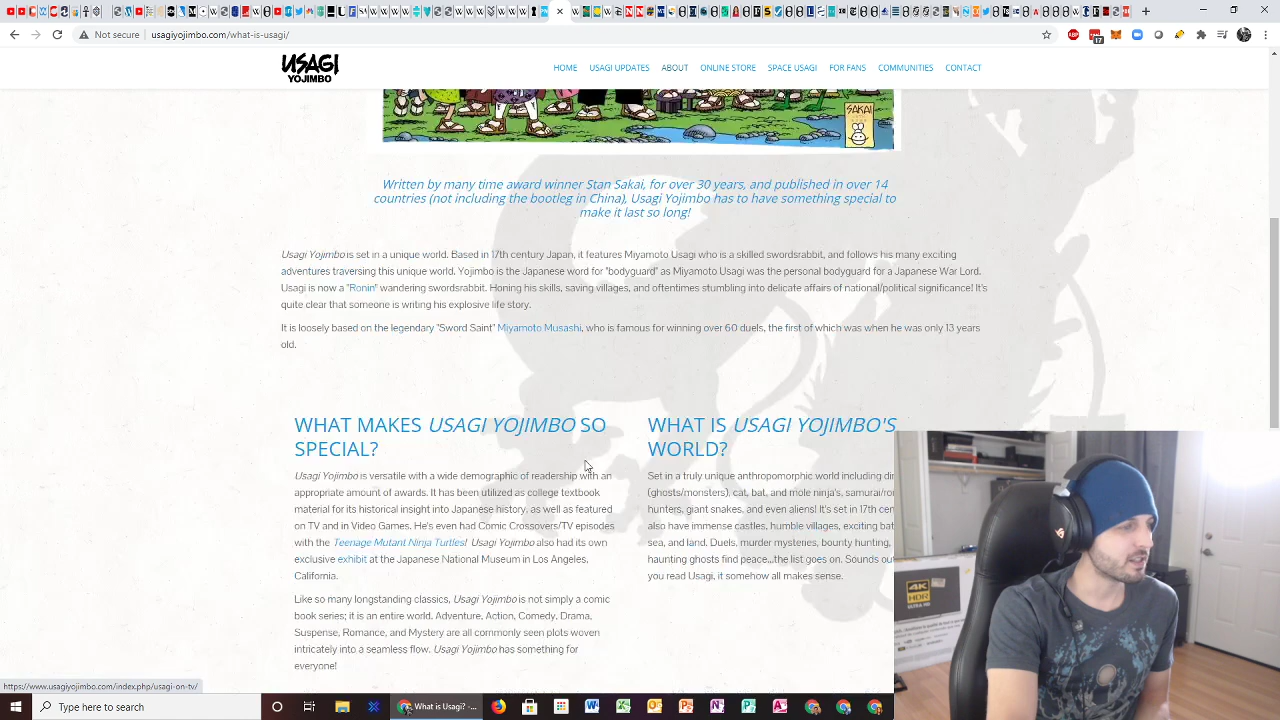 Not secure
usagiyojimbo.com/what-is-usagi/
17
USAGI
YOJIMBO
HOME
USAGI UPDATES
ABOUT
ONLINE STORE
SPACE USAGI
FOR FANS
COMMUNITIES
CONTACT
SAKAI
Written by many time award winner Stan Sakai, for over 30 years, and published in over 14
countries (not including the bootleg in China), Usagi Yojimbo has to have something special to
make it last so long!
Usagi Yojimbo is set in a unique world. Based in 17th century Japan, it features Miyamoto Usagi who is a skilled swordsrabbit, and follows his many exciting
adventures traversing this unique world. Yojimbo is the Japanese word for "bodyguard" as Miyamoto Usagi was the personal bodyguard for a Japanese War Lord.
Usagi is now a "Ronin" wandering swordsrabbit. Honing his skills, saving villages, and oftentimes stumbling into delicate affairs of national/political significance! It's
quite clear that someone is writing his explosive life story.
It is loosely based on the legendary "Sword Saint" Miyamoto Musashi, who is famous for winning over 60 duels, the first of which was when he was only 13 years
old.
WHAT MAKES USAGI YOJIMBO SO
SPECIAL?
Usagi Yojimbo is versatile with a wide demographic of readership with an
appropriate amount of awards. It has been utilized as college textbook
material for its historical insight into Japanese history, as well as featured
on TV and in Video Games. He's even had Comic Crossovers/TV episodes
with the Teenage Mutant Ninja Turtles! Usagi Yojimbo also had its own
exclusive exhibit at the Japanese National Museum in Los Angeles,
California.
Like so many longstanding classics, Usagi Yojimbo is not simply a comic
book series; it is an entire world. Adventure, Action, Comedy, Drama,
Suspense, Romance, and Mystery are all commonly seen plots woven
intricately into a seamless flow. Usagi Yojimbo has something for
everyone!
WHAT IS USAGI YOJIMBO'S
WORLD?
Set in a truly unique anthropomorphic world including di
(ghosts/monsters), cat, bat, and mole ninja's, samurai/ro
hunters, giant snakes, and even aliens! It's set in 17th cen
also have immense castles, humble villages, exciting bat
sea, and land. Duels, murder mysteries, bounty hunting,
haunting ghosts find peace...the list goes on. Sounds ou
you read Usagi, it somehow all makes sense.
4K
HDR
ULTRA HD
https://www.usagiyojimbo.com/index.php/usagi-on-tv/
Type here to search
What is Usagi? -...